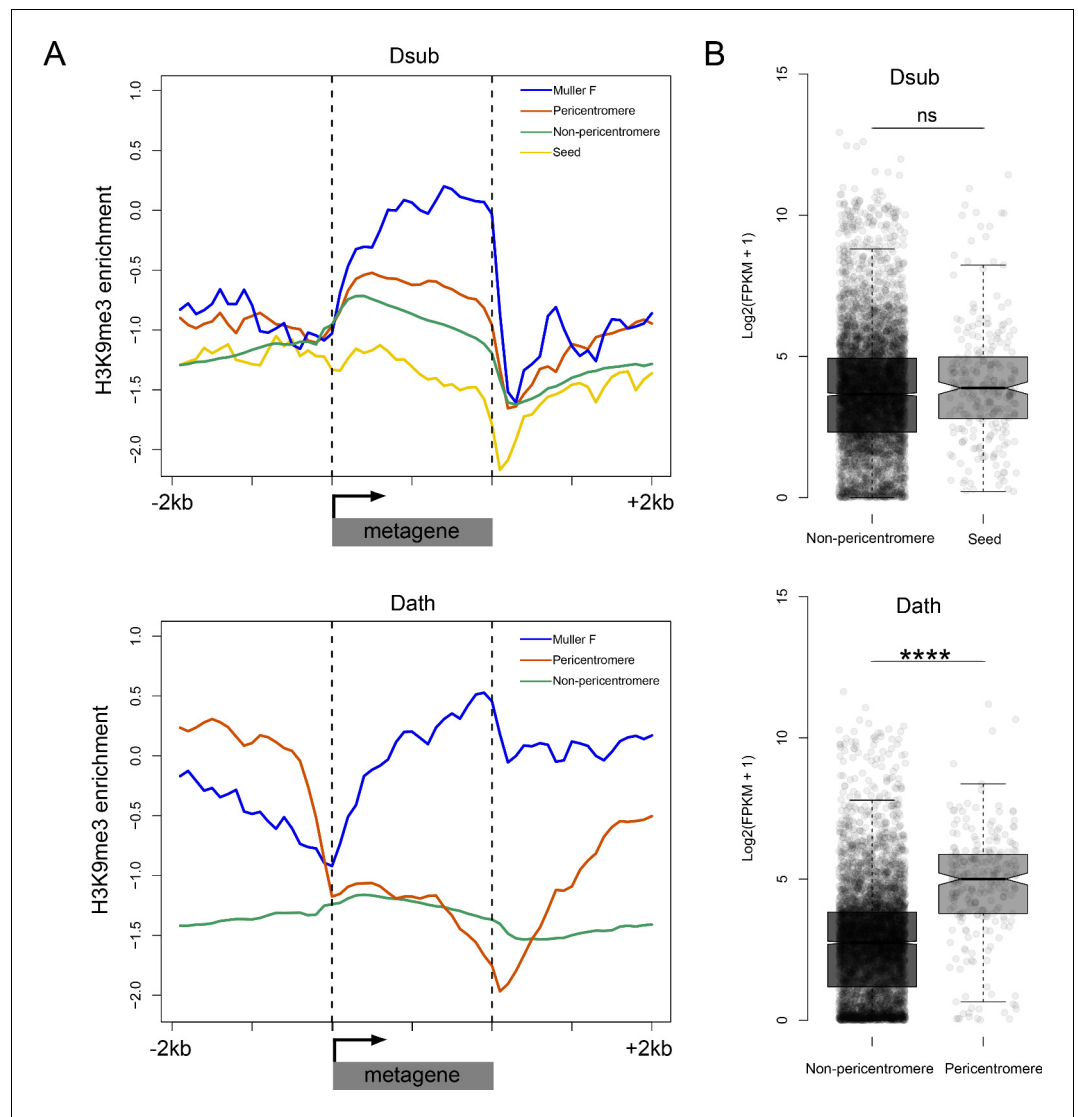 A
Dsub
1.0
0.5
0.0
−0.5
−1.0
−1.5
−2.0
H3K9me3 enrichment
Muller F
Pericentromere
Non-pericentromere
Seed
-2kb
+2kb
metagene
B
Dsub
ns
15
10
5
0
Log2(FPKM + 1)
Non-pericentromere
Seed
Dath
1.0
0.5
0.0
−0.5
−1.0
−1.5
−2.0
H3K9me3 enrichment
Muller F
Pericentromere
Non-pericentromere
-2kb
+2kb
metagene
Dath
****
15
10
5
0
Log2(FPKM + 1)
Non-pericentromere
Pericentromere